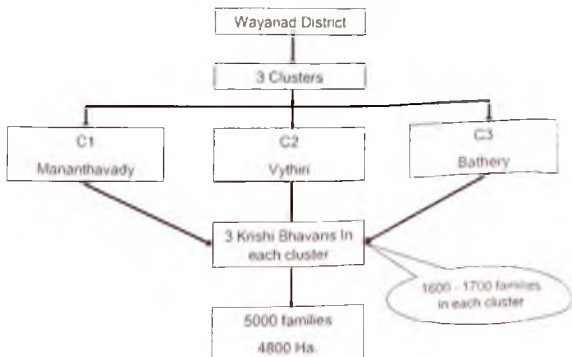 Wayanad District
3 Clusters
C1
Mananthavady
C2
Vythiri
C3
Bathery
3 Krishi Bhavans In
each cluster
1600 - 1700 families
in each cluster
5000 families
4800 Ha.